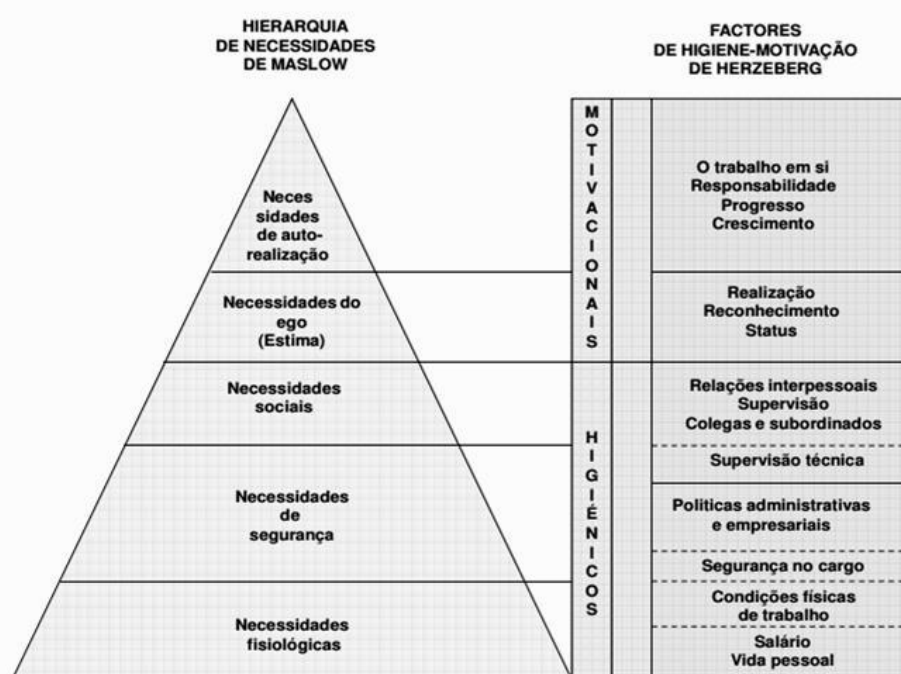 HIERARQUIA
DE NECESSIDADES
DE MASLOW
Neces
sidades
de auto-
realização
Necessidades do
ego
(Estima)
Necessidades
sociais
Necessidades
de
segurança
Necessidades
fisiológicas
MOTIVACIONAIS
HIGIÉNICOS
FACTORES
DE HIGIENE-MOTIVAÇÃO
DE HERZEBERG
O trabalho em si
Responsabilidade
Progresso
Crescimento
Realização
Reconhecimento
Status
Relações interpessoais
Supervisão
Colegas e subordinados
Supervisão técnica
Politicas administrativas
e empresariais
Segurança no cargo
Condições físicas
de trabalho
Salário
Vida pessoal